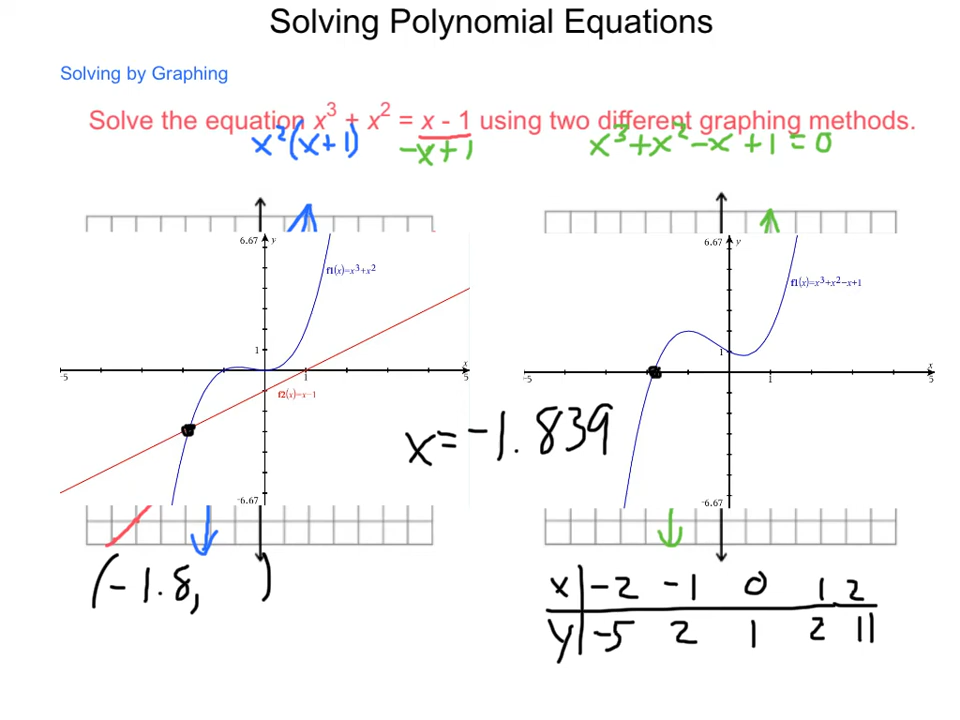 Solving Polynomial Equations
Solving by Graphing
Solve the equation x³ + x² = x - 1 using two different graphing methods.
x²(x+1) -x+1 x³+x²-x+1=0
6.67 y
f1(x)=x³+x²
1
-5 1 x 5
f2(x)=x-1
-6.67
6.67 y
f1(x)=x³+x²-x+1
1
-5 1 x 5
-6.67
x=-1.839
(-1.8, )
x -2 -1 0 1 2
y -5 2 1 2 11